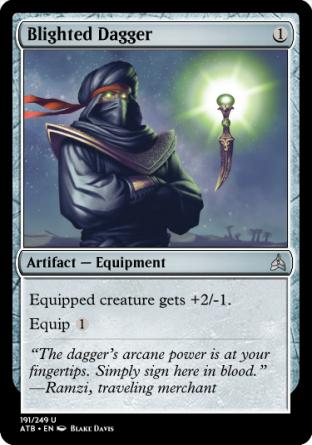 Blighted Dagger 1
Artifact — Equipment
Equipped creature gets +2/-1.
Equip 1
"The dagger's arcane power is at your
fingertips. Simply sign here in blood."
—Ramzi, traveling merchant
191/249 U
ATB • EN Blake Davis